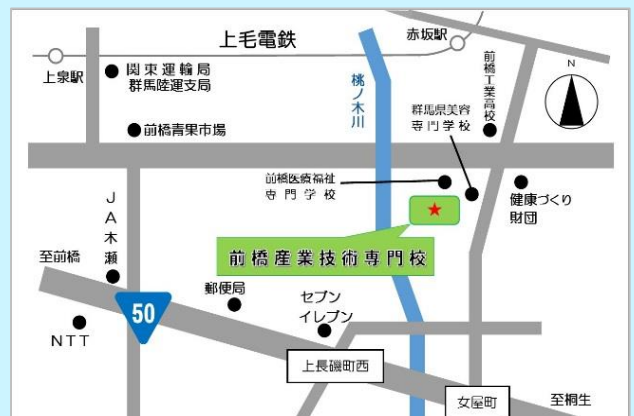 上毛電鉄
赤坂駅
上泉駅
関東運輸局
群馬陸運支局
桃ノ木川
前橋工業高校
N
群馬県美容
専門学校
前橋青果市場
前橋医療福祉
専門学校
健康づくり
財団
JA木瀬
前橋産業技術専門校
至前橋
50
郵便局
セブン
イレブン
NTT
上長磯町西
女屋町
至桐生